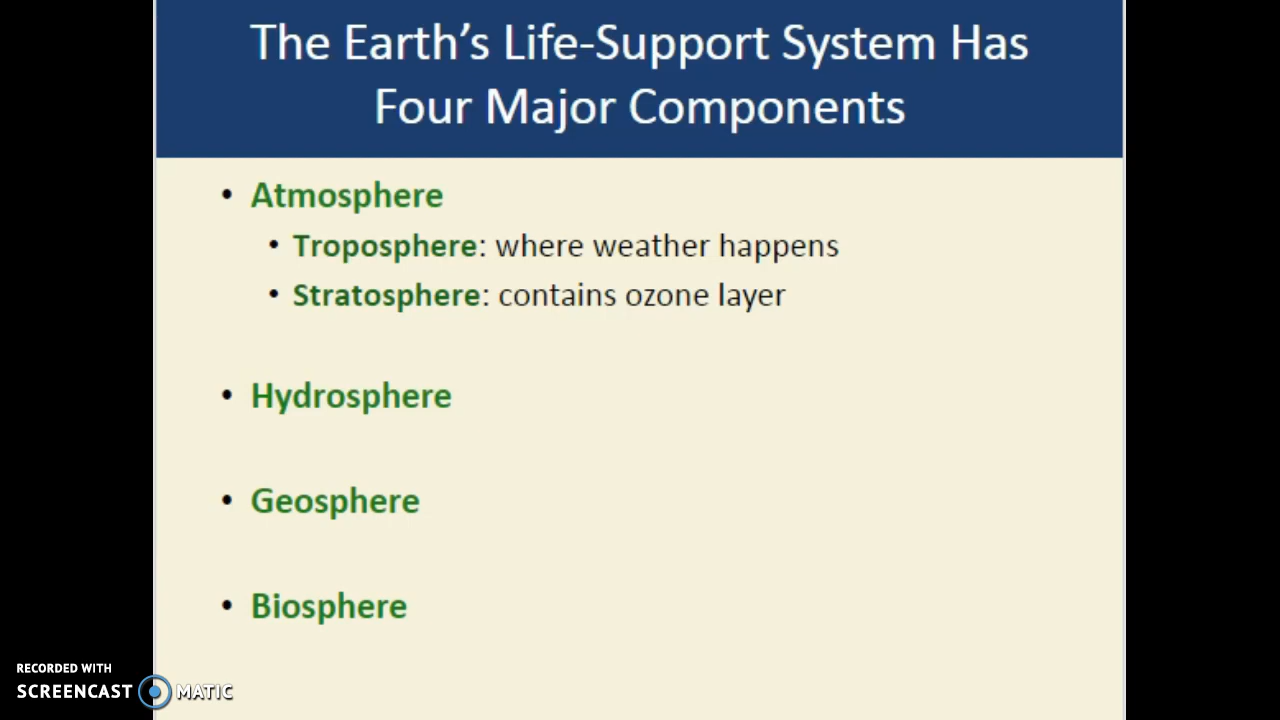 The Earth’s Life-Support System Has
Four Major Components
• Atmosphere
• Troposphere: where weather happens
• Stratosphere: contains ozone layer
• Hydrosphere
• Geosphere
• Biosphere
RECORDED WITH
SCREENCAST MATIC